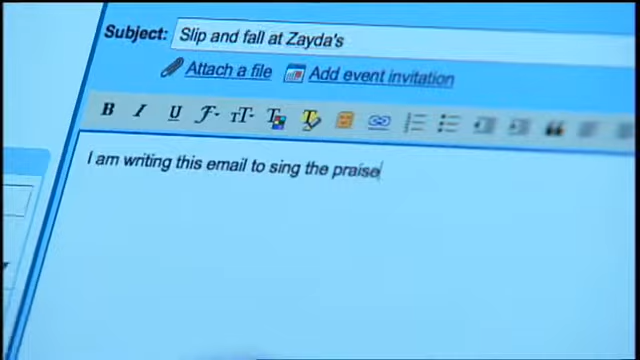 Subject: Slip and fall at Zayda's
Attach a file Add event invitation
B I U F TT T T
I am writing this email to sing the praise